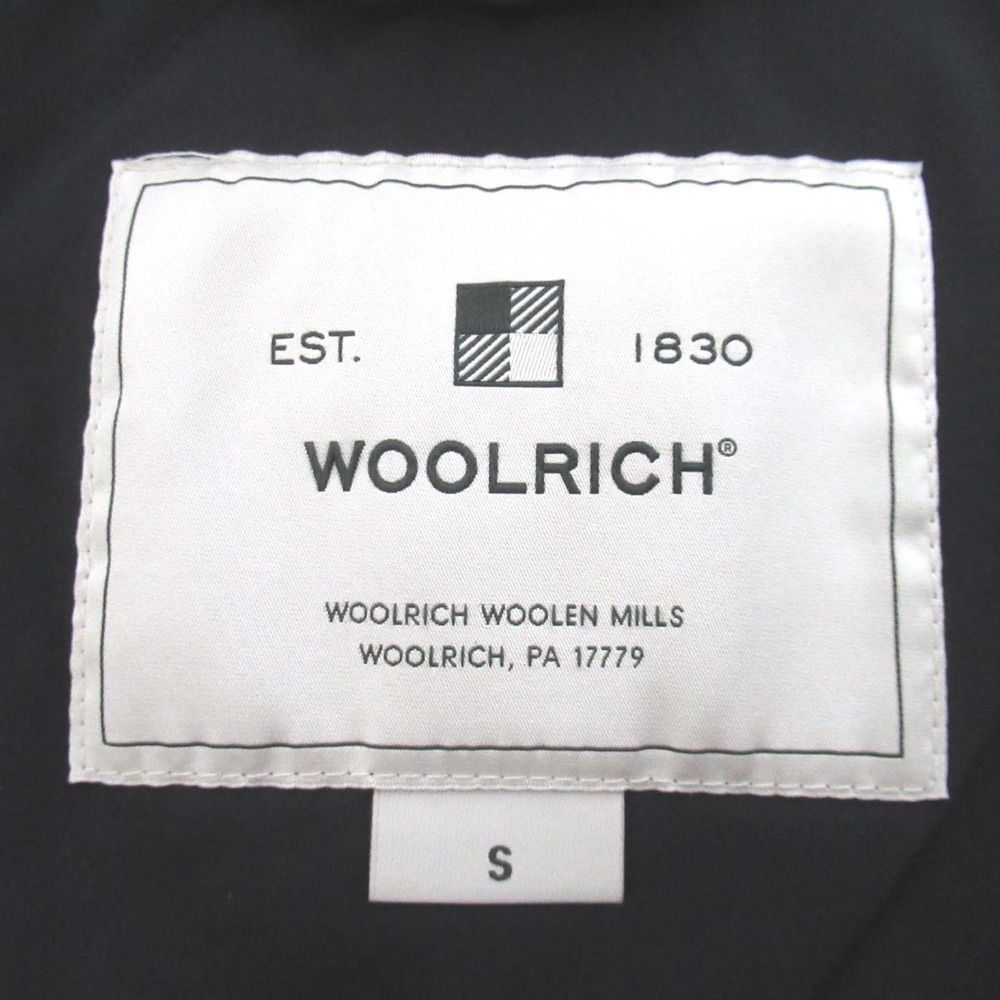 EST. 1830
WOOLRICH®
WOOLRICH WOOLEN MILLS
WOOLRICH, PA 17779
S